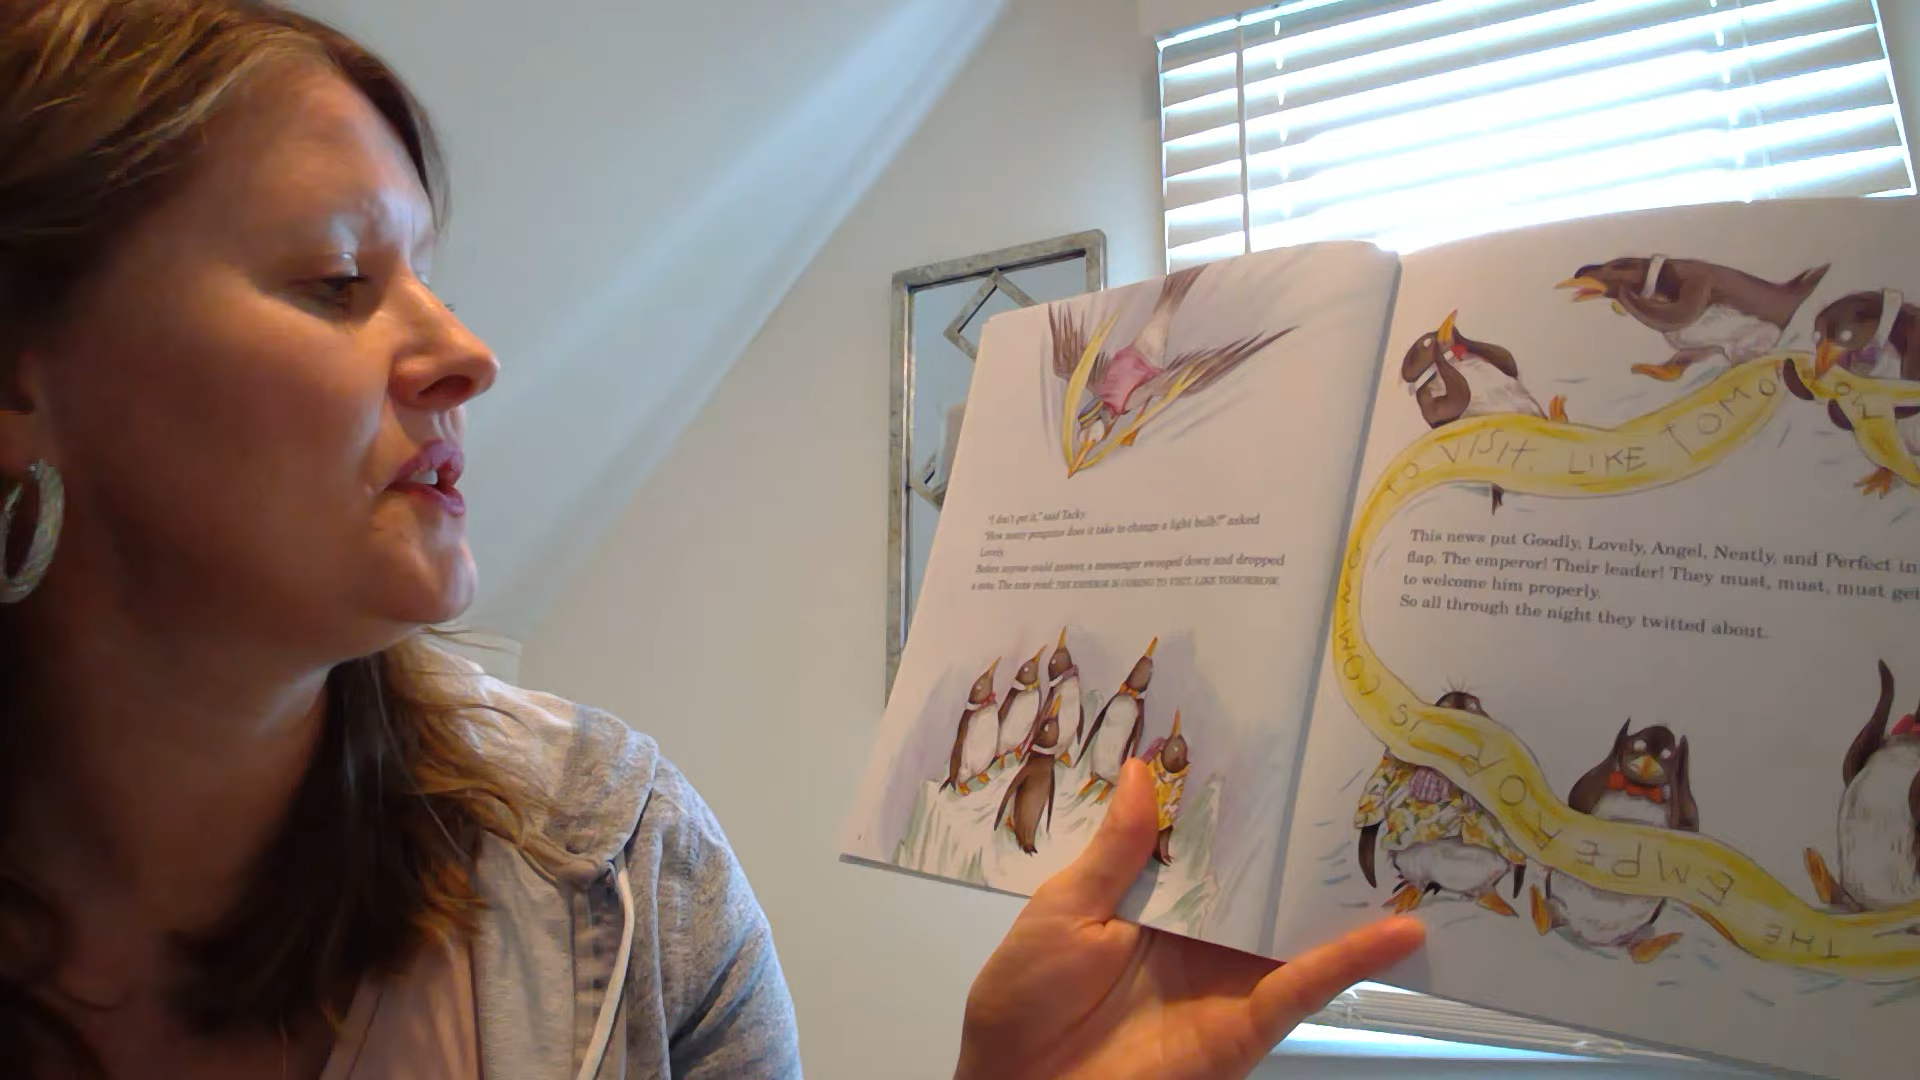 "I don't get it," said Tacky.
"How many penguins does it take to change a light bulb?" asked
Lovely.
Before anyone could answer, a messenger swooped down and dropped
a note. The note read: THE EMPEROR IS COMING TO VISIT. LIKE TOMORROW.
This news put Goodly, Lovely, Angel, Neatly, and Perfect in
flap. The emperor! Their leader! They must, must, must get
to welcome him properly.
So all through the night they twitted about.
THE EMPEROR IS COMING TO VISIT. LIKE TOMO OW